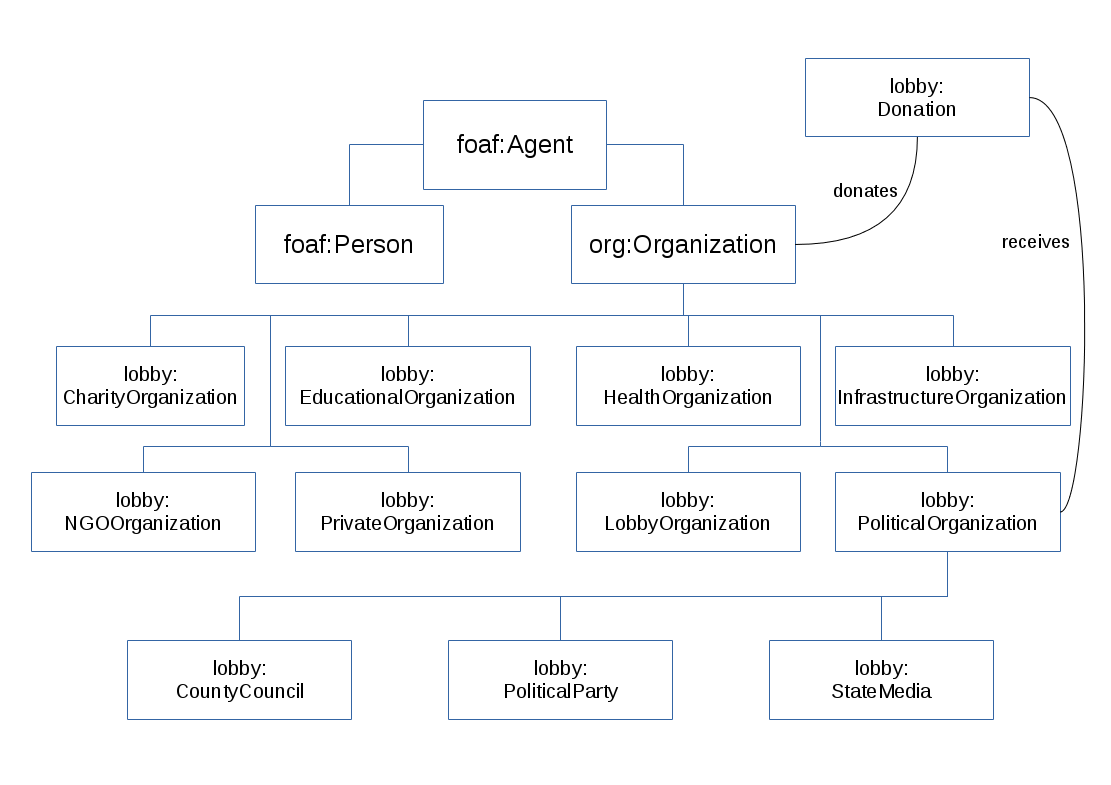 lobby:
Donation
foaf:Agent
donates
foaf:Person
org:Organization
receives
lobby:
CharityOrganization
lobby:
EducationalOrganization
lobby:
HealthOrganization
lobby:
InfrastructureOrganization
lobby:
NGOOrganization
lobby:
PrivateOrganization
lobby:
LobbyOrganization
lobby:
PoliticalOrganization
lobby:
CountyCouncil
lobby:
PoliticalParty
lobby:
StateMedia